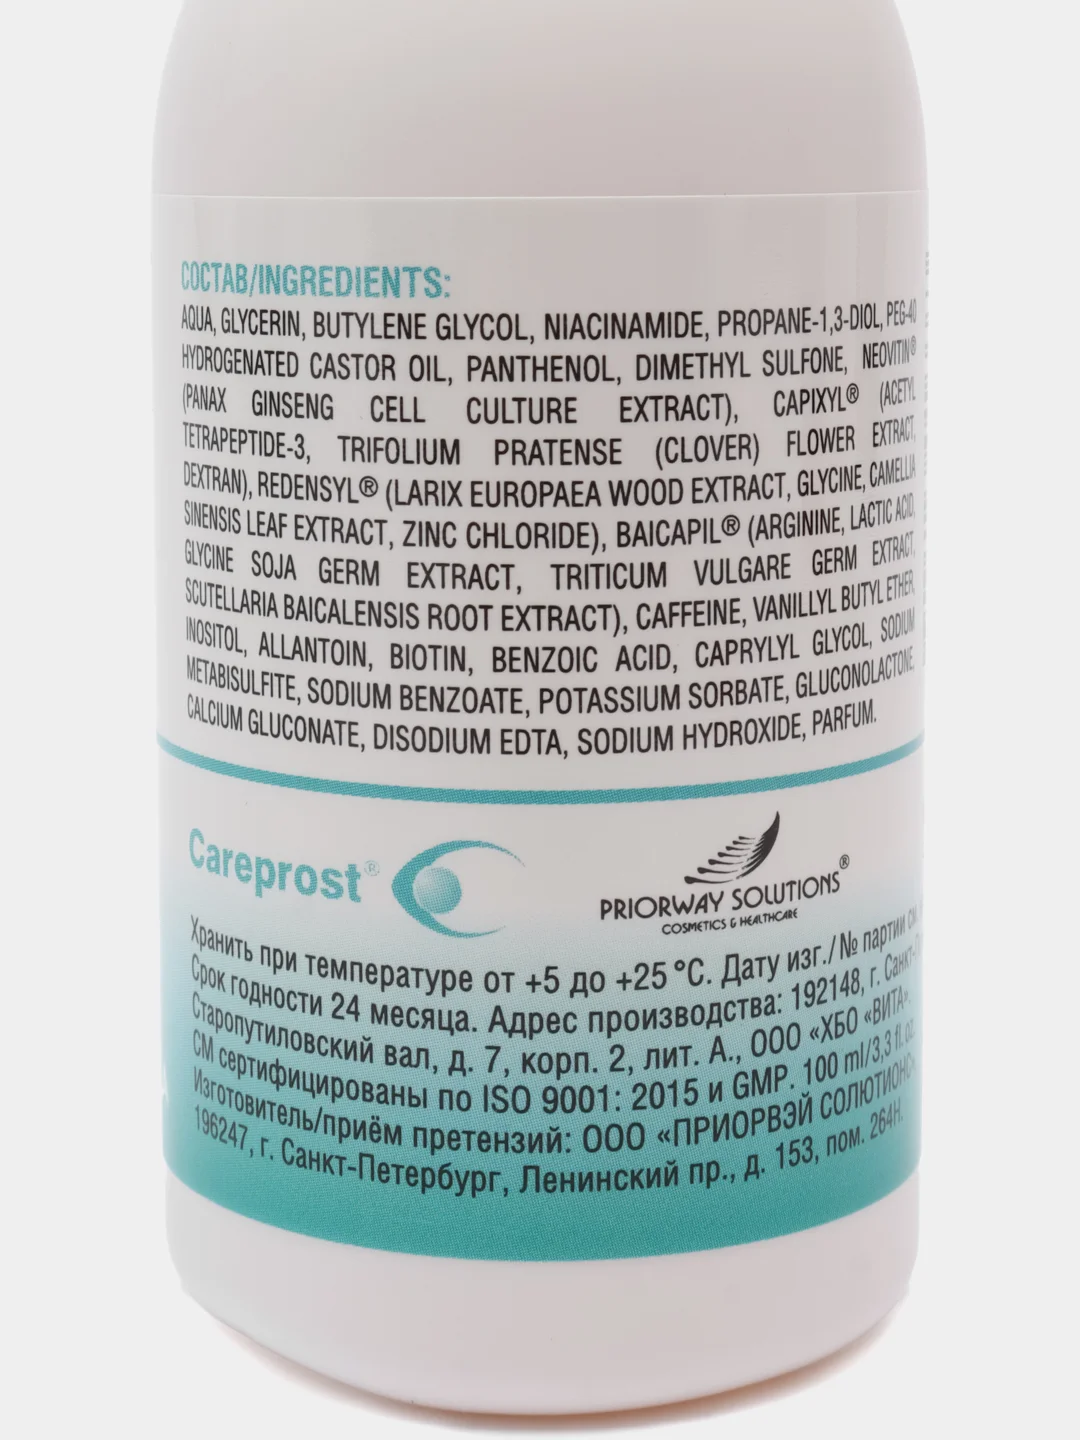 СОСТАВ/INGREDIENTS:
AQUA, GLYCERIN, BUTYLENE GLYCOL, NIACINAMIDE, PROPANE-1,3-DIOL, PEG-40
HYDROGENATED CASTOR OIL, PANTHENOL, DIMETHYL SULFONE, NEOVITIN®
(PANAX GINSENG CELL CULTURE EXTRACT), CAPIXYL® (ACETYL
TETRAPEPTIDE-3, TRIFOLIUM PRATENSE (CLOVER) FLOWER EXTRACT,
DEXTRAN), REDENSYL® (LARIX EUROPAEA WOOD EXTRACT, GLYCINE, CAMELLIA
SINENSIS LEAF EXTRACT, ZINC CHLORIDE), BAICAPIL® (ARGININE, LACTIC ACID,
GLYCINE SOJA GERM EXTRACT, TRITICUM VULGARE GERM EXTRACT,
SCUTELLARIA BAICALENSIS ROOT EXTRACT), CAFFEINE, VANILLYL BUTYL ETHER,
INOSITOL, ALLANTOIN, BIOTIN, BENZOIC ACID, CAPRYLYL GLYCOL, SODIUM
METABISULFITE, SODIUM BENZOATE, POTASSIUM SORBATE, GLUCONOLACTONE,
CALCIUM GLUCONATE, DISODIUM EDTA, SODIUM HYDROXIDE, PARFUM.
Careprost®
PRIORWAY SOLUTIONS®
COSMETICS & HEALTHCARE
Хранить при температуре от +5 до +25 °C. Дату изг./ № партии см.
Срок годности 24 месяца. Адрес производства: 192148, г. Санкт-
Старопутиловский вал, д. 7, корп. 2, лит. А., ООО «ХБО «ВИТА».
СМ сертифицированы по ISO 9001: 2015 и GMP. 100 ml/3,3 fl. oz.
Изготовитель/приём претензий: ООО «ПРИОРВЭЙ СОЛЮТИОНС»
196247, г. Санкт-Петербург, Ленинский пр., д. 153, пом. 264Н.